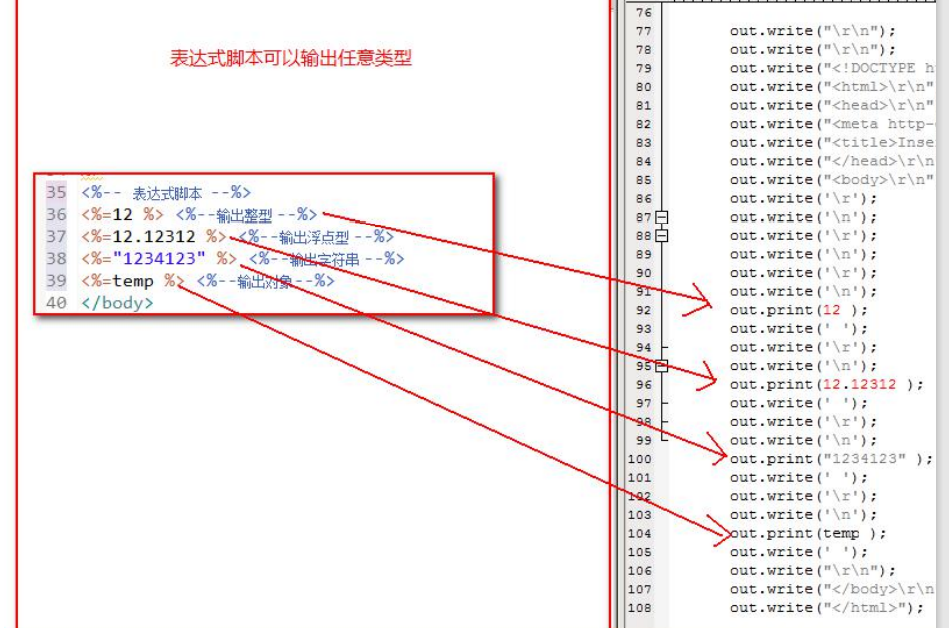 表达式脚本可以输出任意类型
35 <%-- 表达式脚本 --%>
36 <%=12 %> <%--输出整型--%>
37 <%=12.12312 %> <%--输出浮点型--%>
38 <%="1234123" %> <%--输出字符串--%>
39 <%=temp %> <%--输出对象--%>
40 </body>
76
77 out.write("\r\n");
78 out.write("\r\n");
79 out.write("<!DOCTYPE h
80 out.write("<html>\r\n"
81 out.write("<head>\r\n"
82 out.write("<meta http-
83 out.write("<title>Inse
84 out.write("</head>\r\n
85 out.write("<body>\r\n"
86 out.write('\r');
87 out.write('\n');
88 out.write('\r');
89 out.write('\n');
90 out.write('\r');
91 out.write('\n');
92 out.print(12 );
93 out.write(' ');
94 out.write('\r');
95 out.write('\n');
96 out.print(12.12312 );
97 out.write(' ');
98 out.write('\r');
99 out.write('\n');
100 out.print("1234123" );
101 out.write(' ');
102 out.write('\r');
103 out.write('\n');
104 out.print(temp );
105 out.write(' ');
106 out.write("\r\n");
107 out.write("</body>\r\n
108 out.write("</html>");